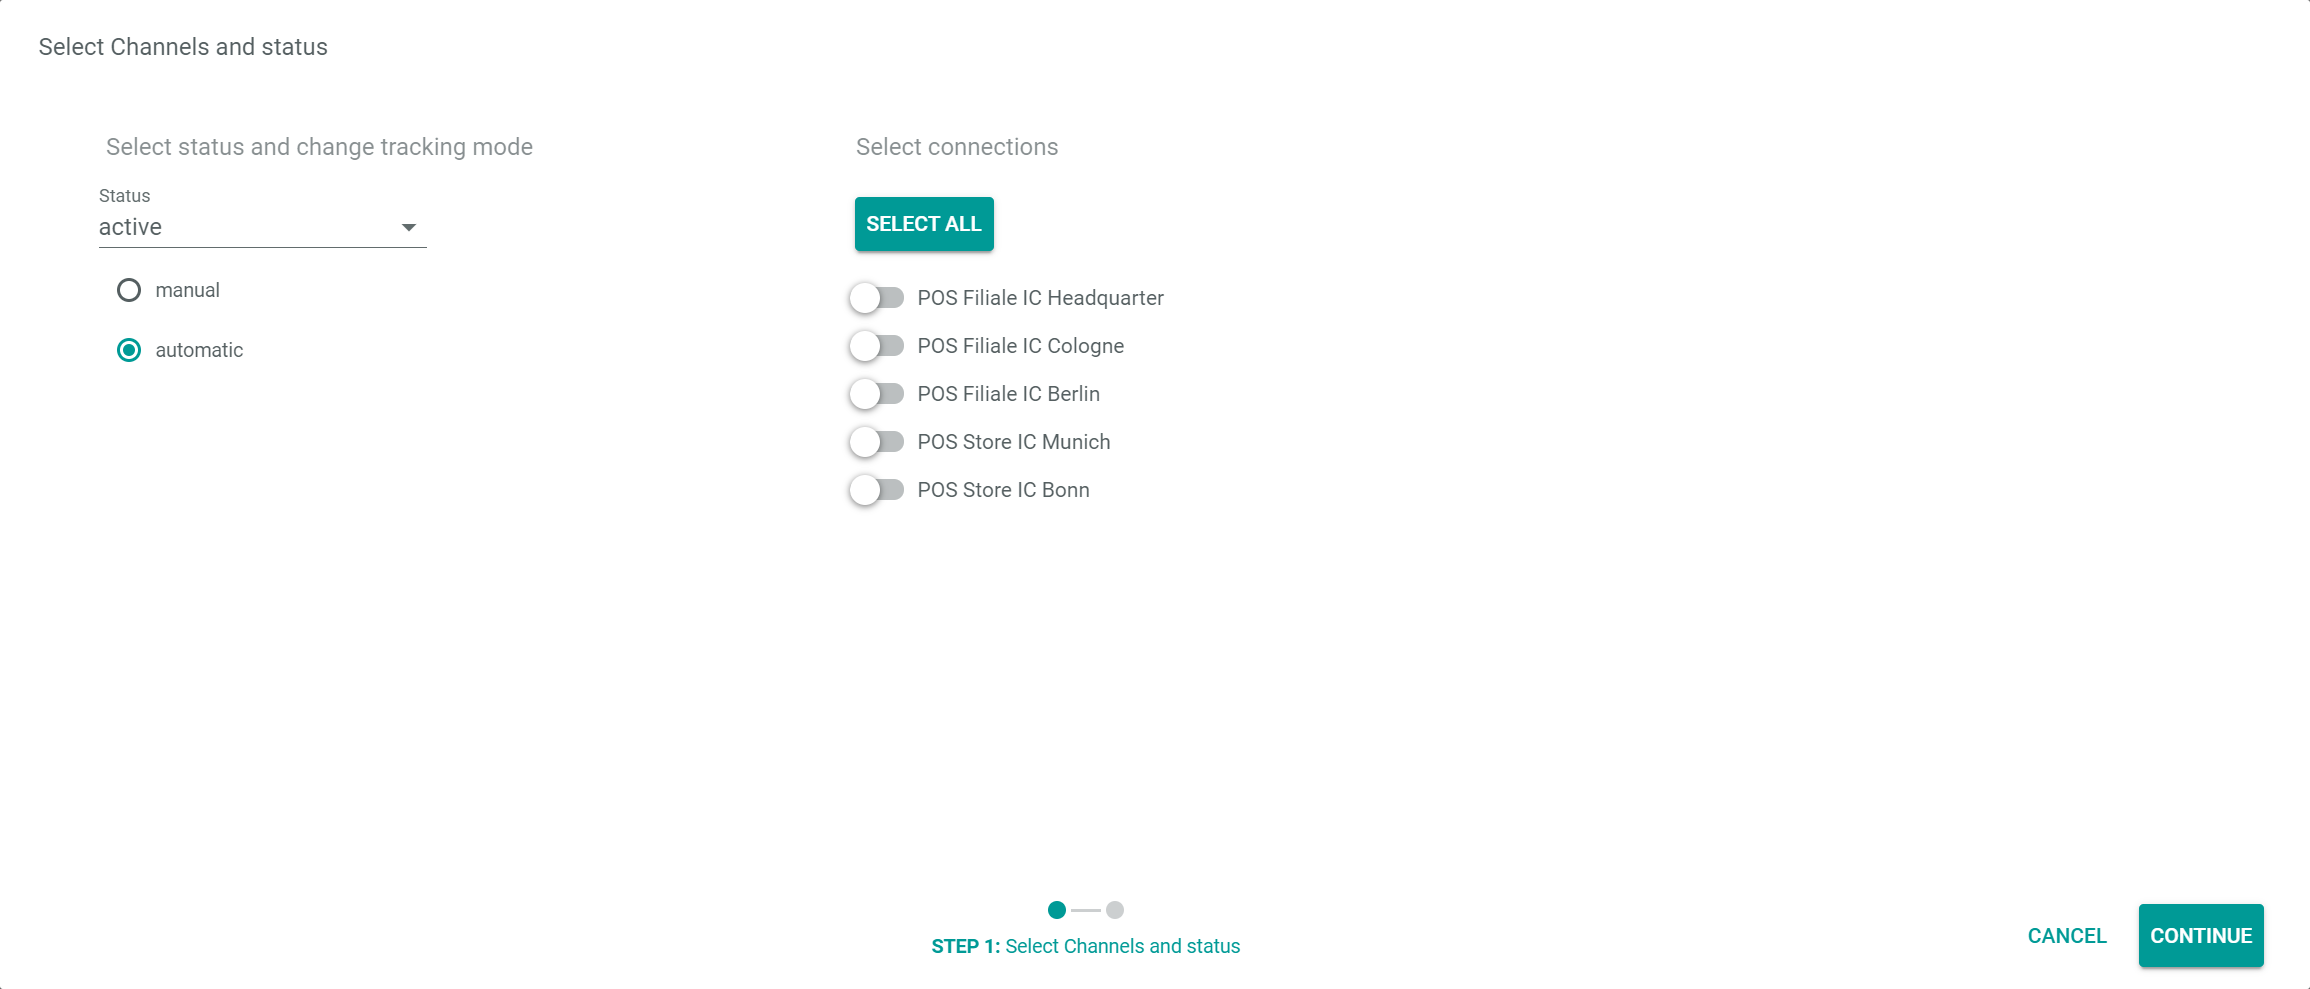 Select Channels and status
Select status and change tracking mode
Status
active
manual
automatic
Select connections
SELECT ALL
POS Filiale IC Headquarter
POS Filiale IC Cologne
POS Filiale IC Berlin
POS Store IC Munich
POS Store IC Bonn
STEP 1: Select Channels and status
CANCEL
CONTINUE